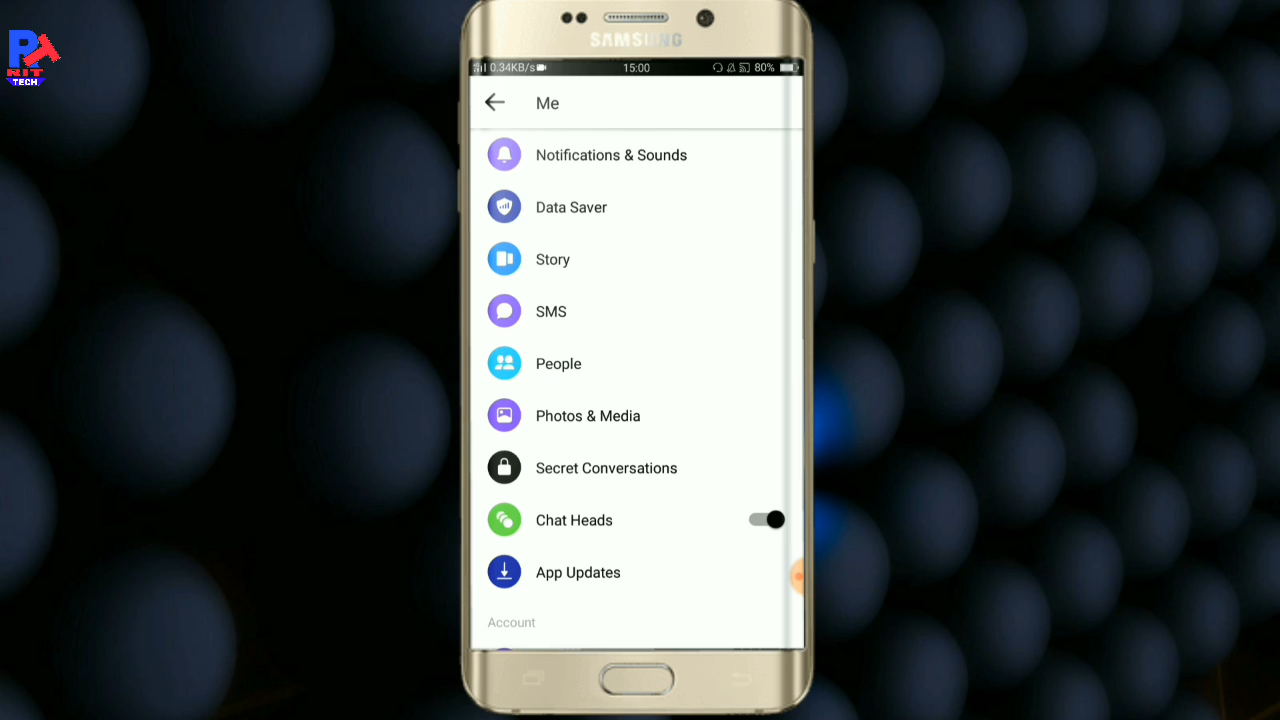 RIT
TECH
SAMSUNG
0.34KB/s 15:00 80%
Me
Notifications & Sounds
Data Saver
Story
SMS
People
Photos & Media
Secret Conversations
Chat Heads
App Updates
Account